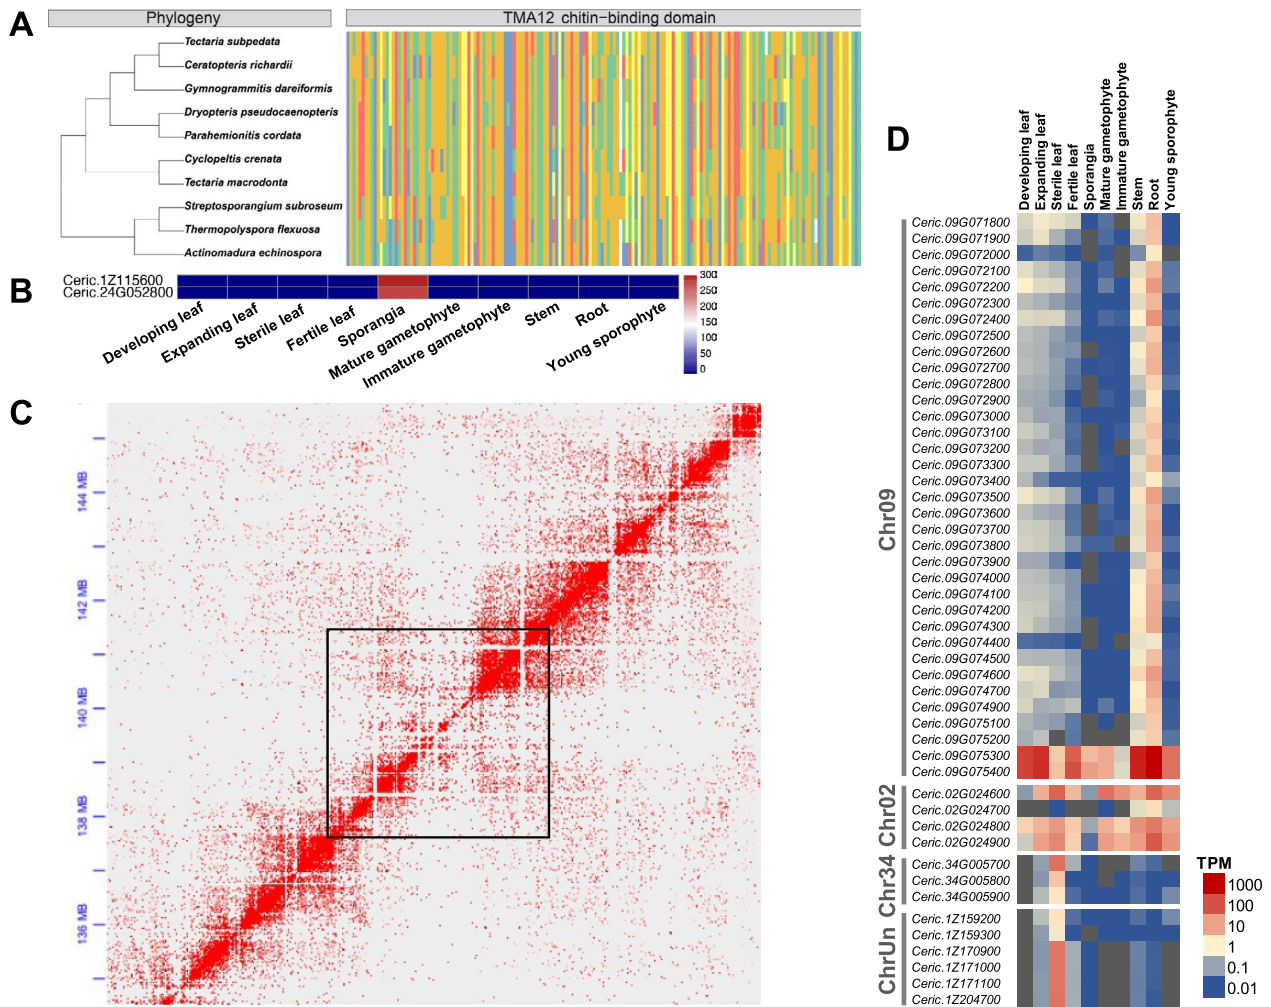 A
Phylogeny
TMA12 chitin−binding domain
Tectaria subpedata
Ceratopteris richardii
Gymnogrammitis dareiformis
Dryopteris pseudocaenopteris
Parahemionitis cordata
Cyclopeltis crenata
Tectaria macrodonta
Streptosporangium subroseum
Thermopolyspora flexuosa
Actinomadura echinospora
B
Ceric.1Z115600
Ceric.24G052800
Developing leaf
Expanding leaf
Sterile leaf
Fertile leaf
Sporangia
Mature gametophyte
Immature gametophyte
Stem
Root
Young sporophyte
300
250
200
150
100
50
0
C
144 MB
142 MB
140 MB
138 MB
136 MB
D
Developing leaf
Expanding leaf
Sterile leaf
Fertile leaf
Sporangia
Mature gametophyte
Immature gametophyte
Stem
Root
Young sporophyte
Chr09
Ceric.09G071800
Ceric.09G071900
Ceric.09G072000
Ceric.09G072100
Ceric.09G072200
Ceric.09G072300
Ceric.09G072400
Ceric.09G072500
Ceric.09G072600
Ceric.09G072700
Ceric.09G072800
Ceric.09G072900
Ceric.09G073000
Ceric.09G073100
Ceric.09G073200
Ceric.09G073300
Ceric.09G073400
Ceric.09G073500
Ceric.09G073600
Ceric.09G073700
Ceric.09G073800
Ceric.09G073900
Ceric.09G074000
Ceric.09G074100
Ceric.09G074200
Ceric.09G074300
Ceric.09G074400
Ceric.09G074500
Ceric.09G074600
Ceric.09G074700
Ceric.09G074900
Ceric.09G075100
Ceric.09G075200
Ceric.09G075300
Ceric.09G075400
Chr02
Ceric.02G024600
Ceric.02G024700
Ceric.02G024800
Ceric.02G024900
Chr34
Ceric.34G005700
Ceric.34G005800
Ceric.34G005900
ChrUn
Ceric.1Z159200
Ceric.1Z159300
Ceric.1Z170900
Ceric.1Z171000
Ceric.1Z171100
Ceric.1Z204700
TPM
1000
100
10
1
0.1
0.01